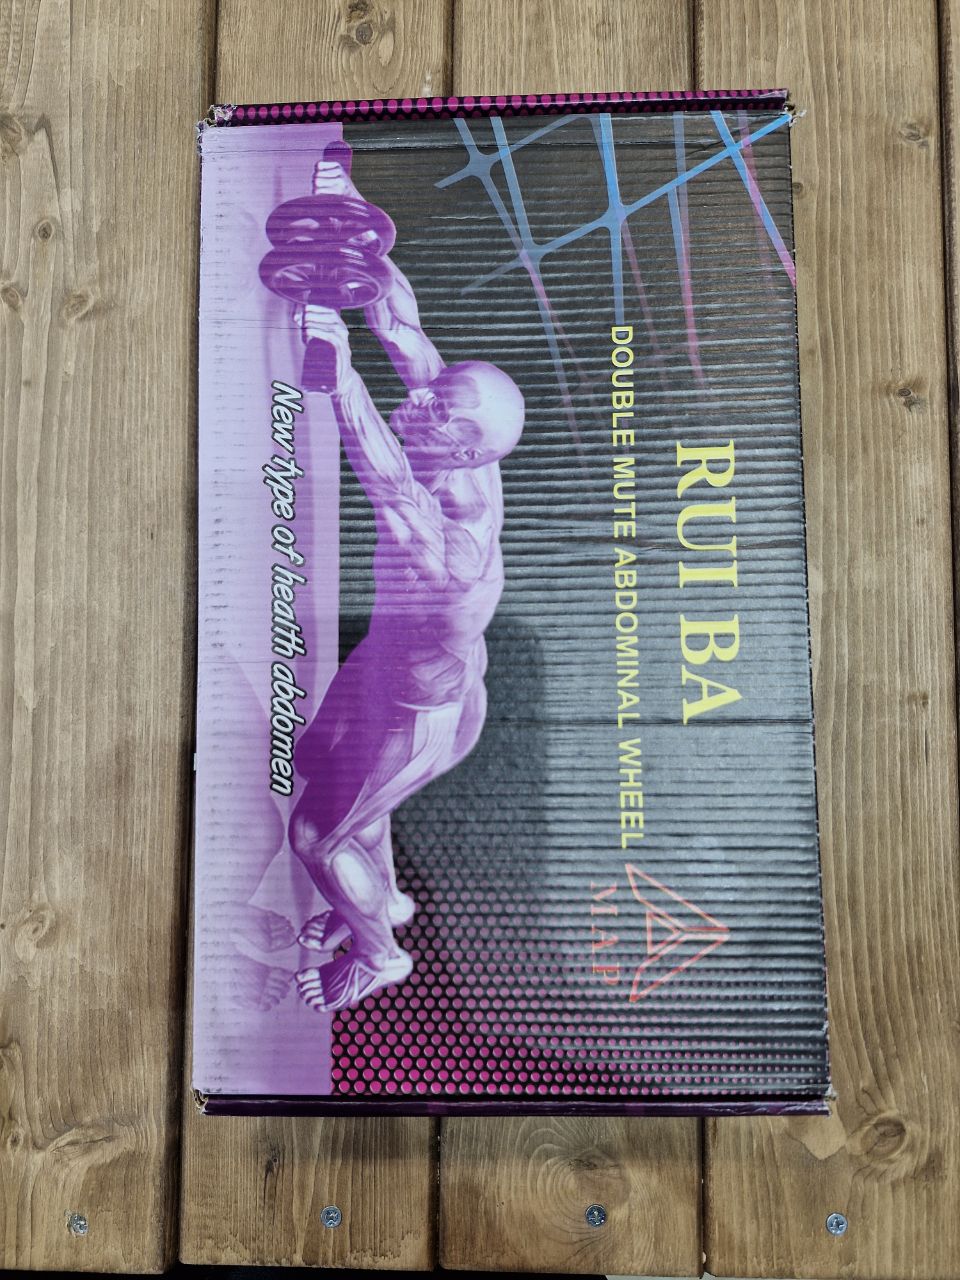 RUI BA
DOUBLE MUTE ABDOMINAL WHEEL
MAP
New type of health abdomen